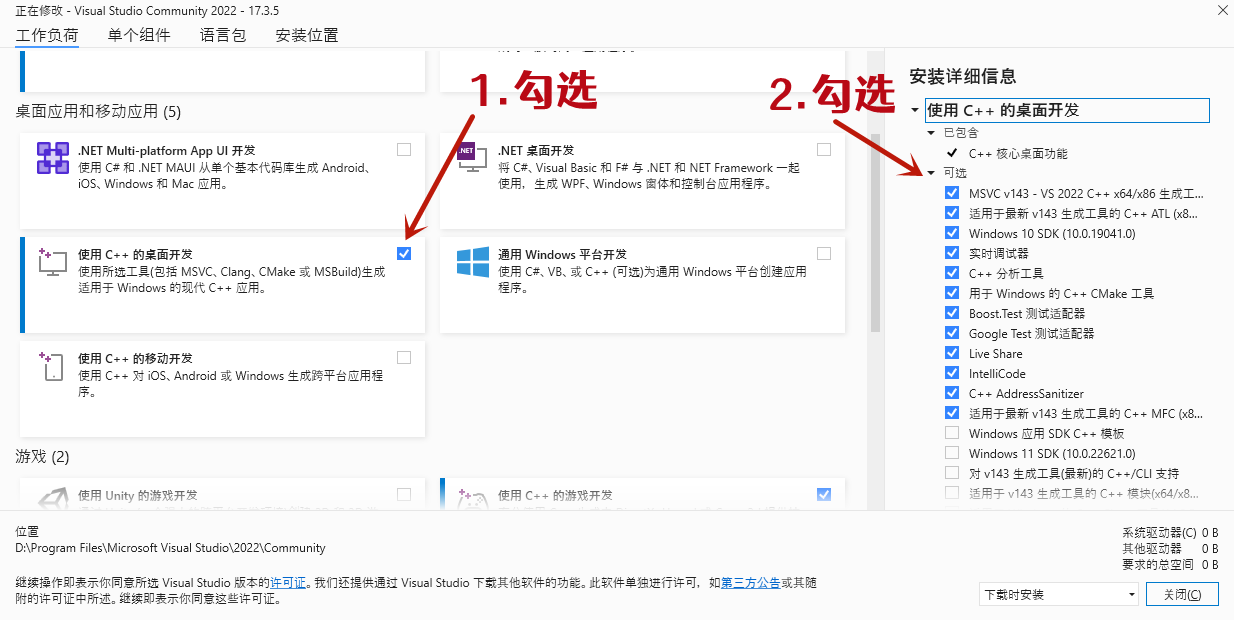 正在修改 - Visual Studio Community 2022 - 17.3.5
工作负荷 单个组件 语言包 安装位置
1.勾选
桌面应用和移动应用 (5)
.NET Multi-platform App UI 开发
使用 C# 和 .NET MAUI 从单个基本代码库生成 Android、
iOS、Windows 和 Mac 应用。
.NET
.NET 桌面开发
将 C#、Visual Basic 和 F# 与 .NET 和 .NET Framework 一起
使用，生成 WPF、Windows 窗体和控制台应用程序。
使用 C++ 的桌面开发
使用所选工具(包括 MSVC、Clang、CMake 或 MSBuild)生成
适用于 Windows 的现代 C++ 应用。
通用 Windows 平台开发
使用 C#、VB、或 C++ (可选)为通用 Windows 平台创建应用
程序。
使用 C++ 的移动开发
使用 C++ 对 iOS、Android 或 Windows 生成跨平台应用程
序。
游戏 (2)
使用 Unity 的游戏开发
使用 C++ 的游戏开发
2.勾选
安装详细信息
使用 C++ 的桌面开发
已包含
C++ 核心桌面功能
可选
MSVC v143 - VS 2022 C++ x64/x86 生成工...
适用于最新 v143 生成工具的 C++ ATL (x8...
Windows 10 SDK (10.0.19041.0)
实时调试器
C++ 分析工具
用于 Windows 的 C++ CMake 工具
Boost.Test 测试适配器
Google Test 测试适配器
Live Share
IntelliCode
C++ AddressSanitizer
适用于最新 v143 生成工具的 C++ MFC (x8...
Windows 应用 SDK C++ 模板
Windows 11 SDK (10.0.22621.0)
对 v143 生成工具(最新)的 C++/CLI 支持
适用于 v143 生成工具的 C++ 模块(x64/x8...
位置
D:\Program Files\Microsoft Visual Studio\2022\Community
继续操作即表示你同意所选 Visual Studio 版本的许可证。我们还提供通过 Visual Studio 下载其他软件的功能。此软件单独进行许可，如第三方公告或其随
附的许可证中所述。继续即表示你同意这些许可证。
系统驱动器(C) 0 B
其他驱动器 0 B
要求的总空间 0 B
下载时安装
关闭(C)